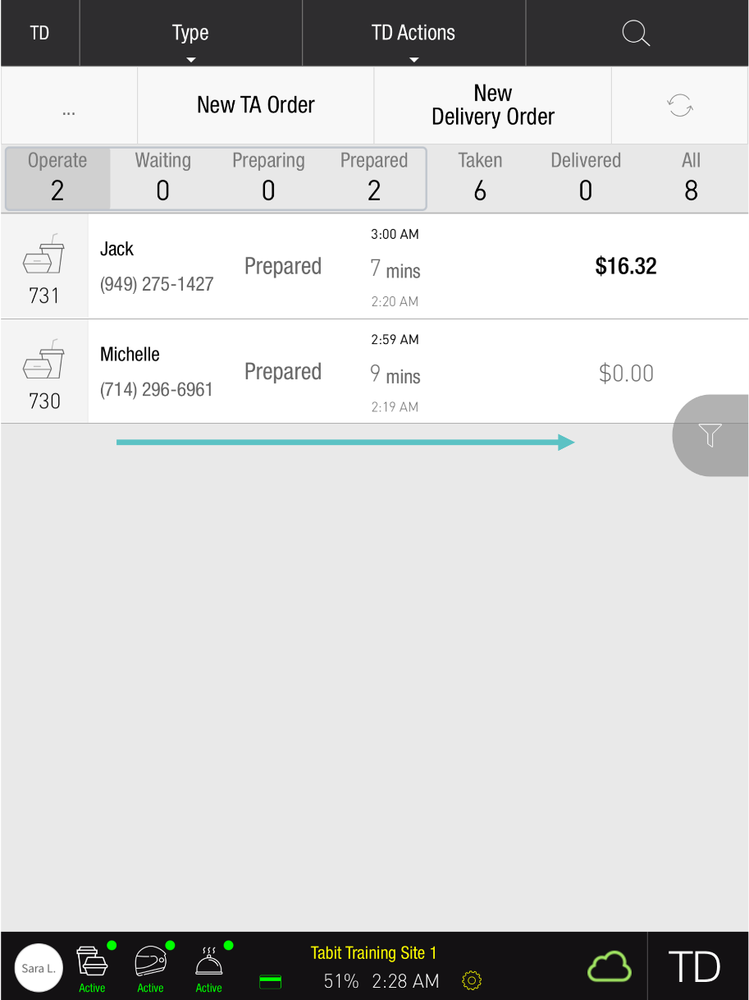 TD
Type
TD Actions
...
New TA Order
New
Delivery Order
Operate
Waiting
Preparing
Prepared
Taken
Delivered
All
2
0
0
2
6
0
8
731
Jack
(949) 275-1427
Prepared
3:00 AM
7 mins
2:20 AM
$16.32
730
Michelle
(714) 296-6961
Prepared
2:59 AM
9 mins
2:19 AM
$0.00
Sara L.
Active
Active
Active
Tabit Training Site 1
51% 2:28 AM
TD